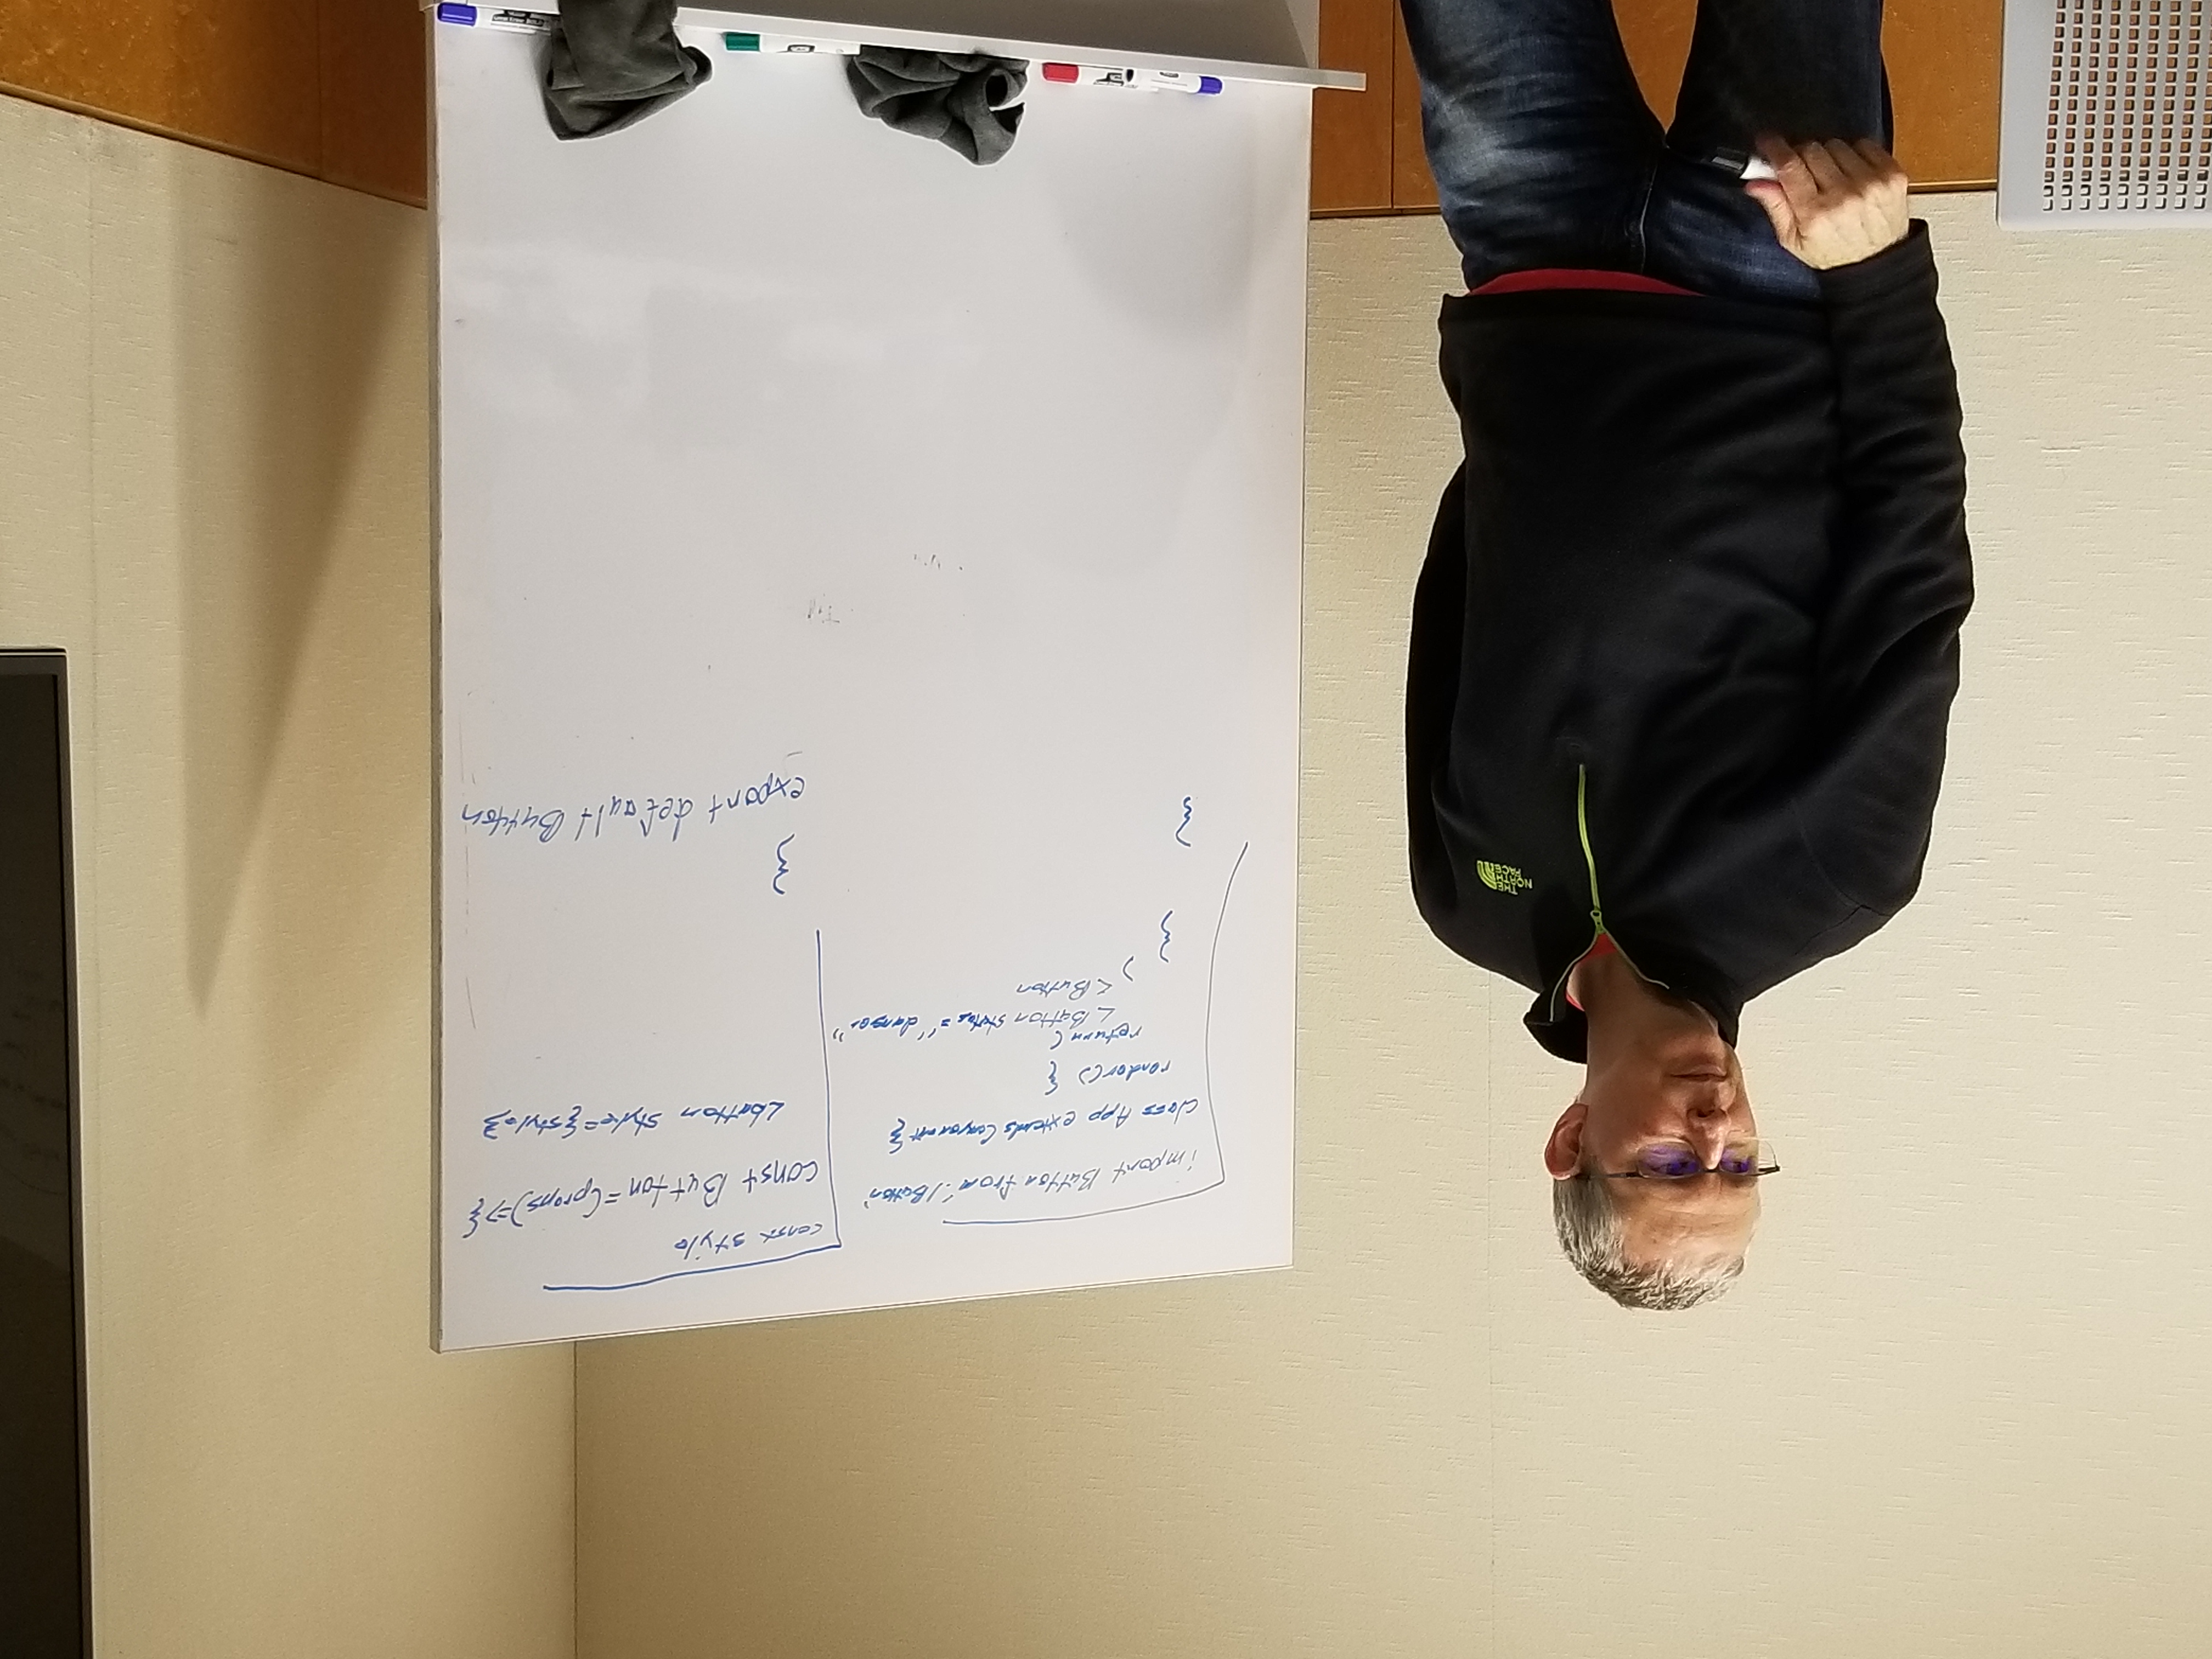 THE
NORTH
FACE
import Button from './Button'
class App extends Component {
render() {
return (
<Button status="danger"
<Button
)
}
}
const style
const Button = (props) => {
<button style={style}
}
export default Button